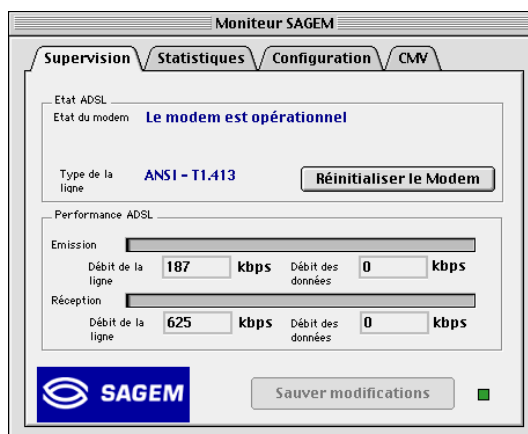 Moniteur SAGEM
Supervision Statistiques Configuration CMV
Etat ADSL
Etat du modem Le modem est opérationnel
Type de la
ligne
ANSI - T1.413
Réinitialiser le Modem
Performance ADSL
Emission
Débit de la
ligne
187 kbps
Débit des
données
0 kbps
Réception
Débit de la
ligne
625 kbps
Débit des
données
0 kbps
SAGEM
Sauver modifications